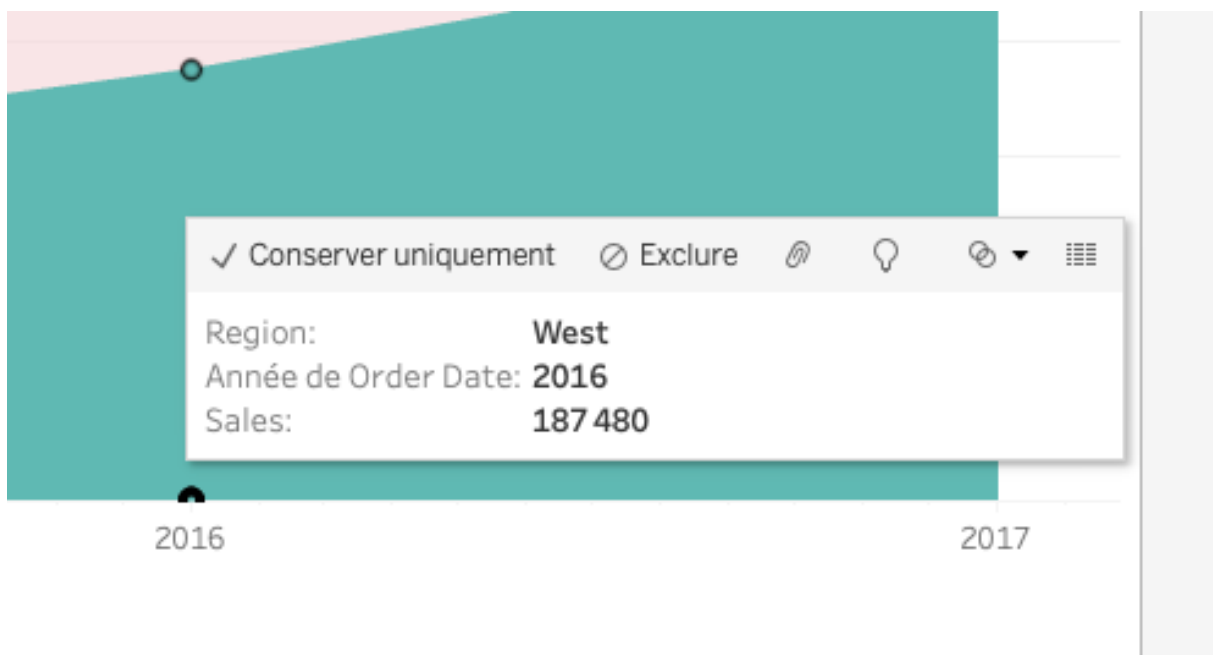 Conserver uniquement Exclure
Region: West
Année de Order Date: 2016
Sales: 187 480
2016 2017